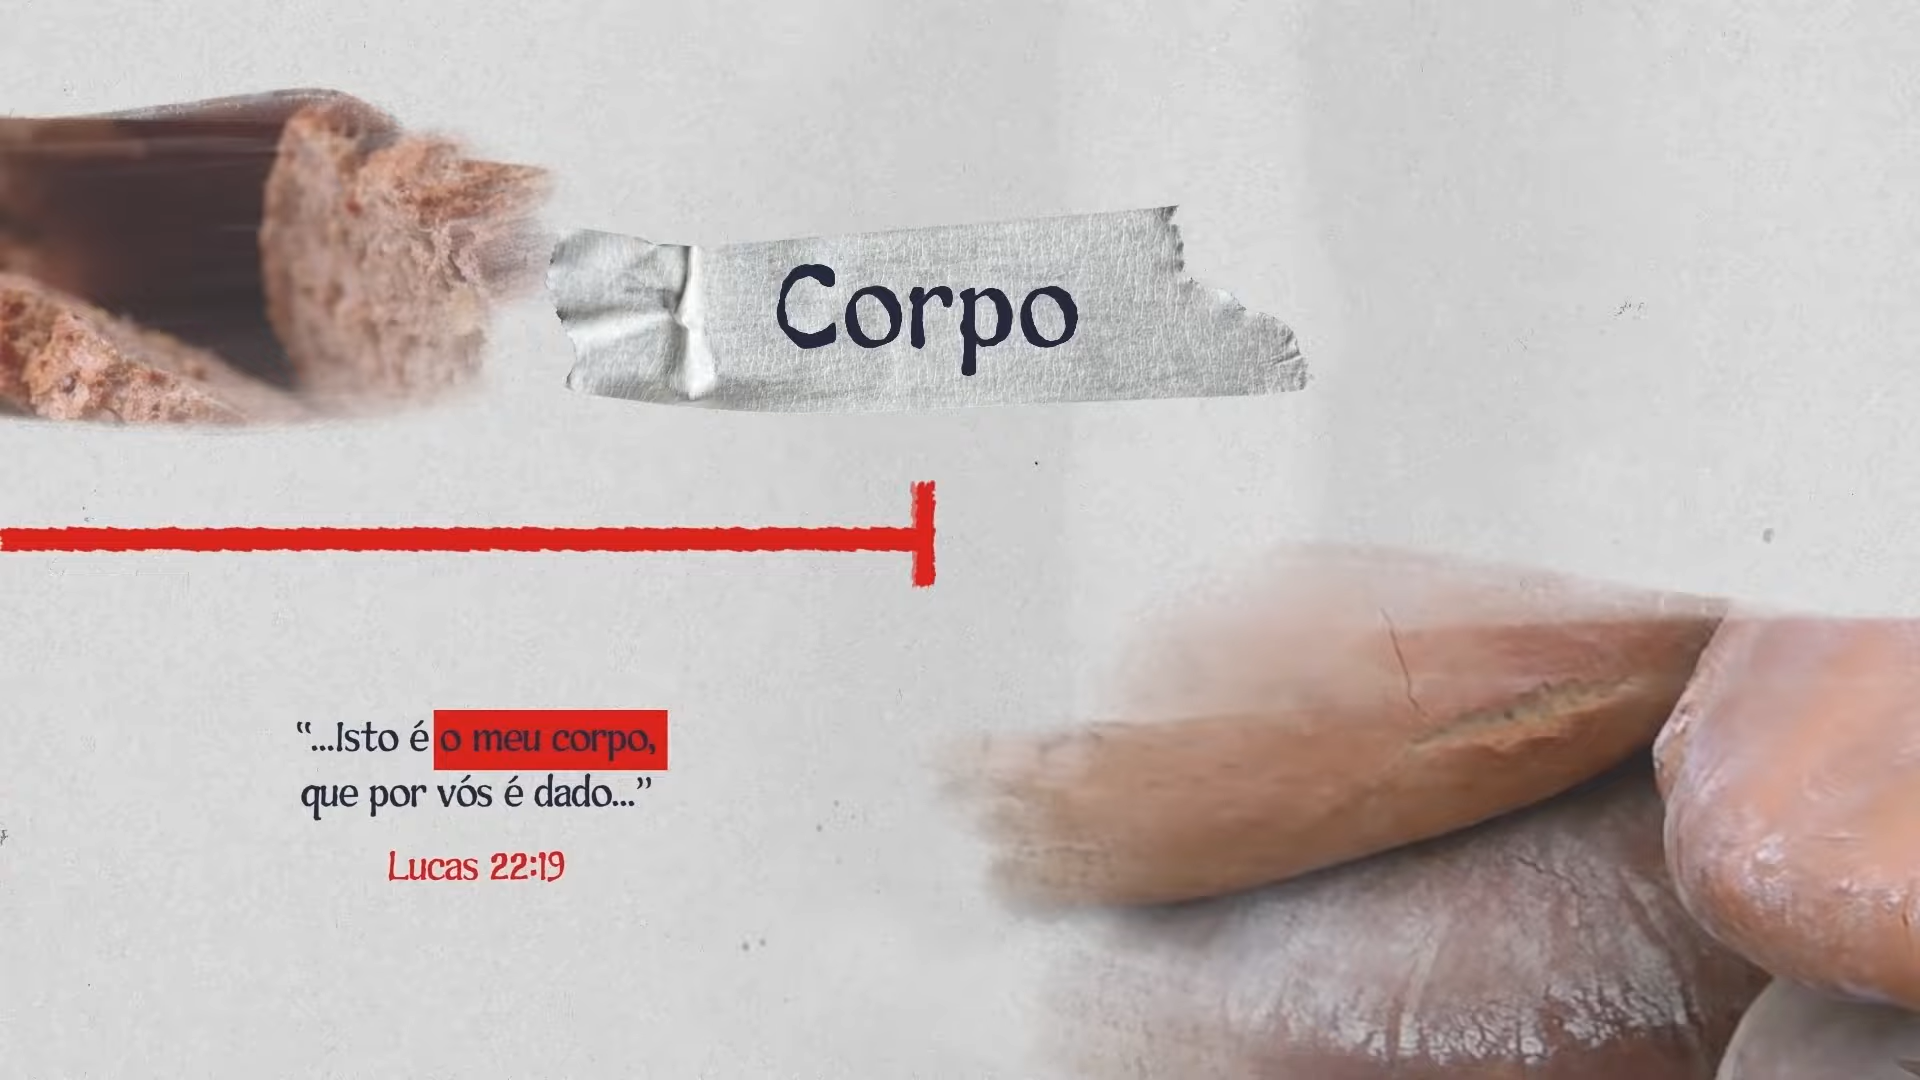 Corpo
“...Isto é o meu corpo,
que por vós é dado...”
Lucas 22:19